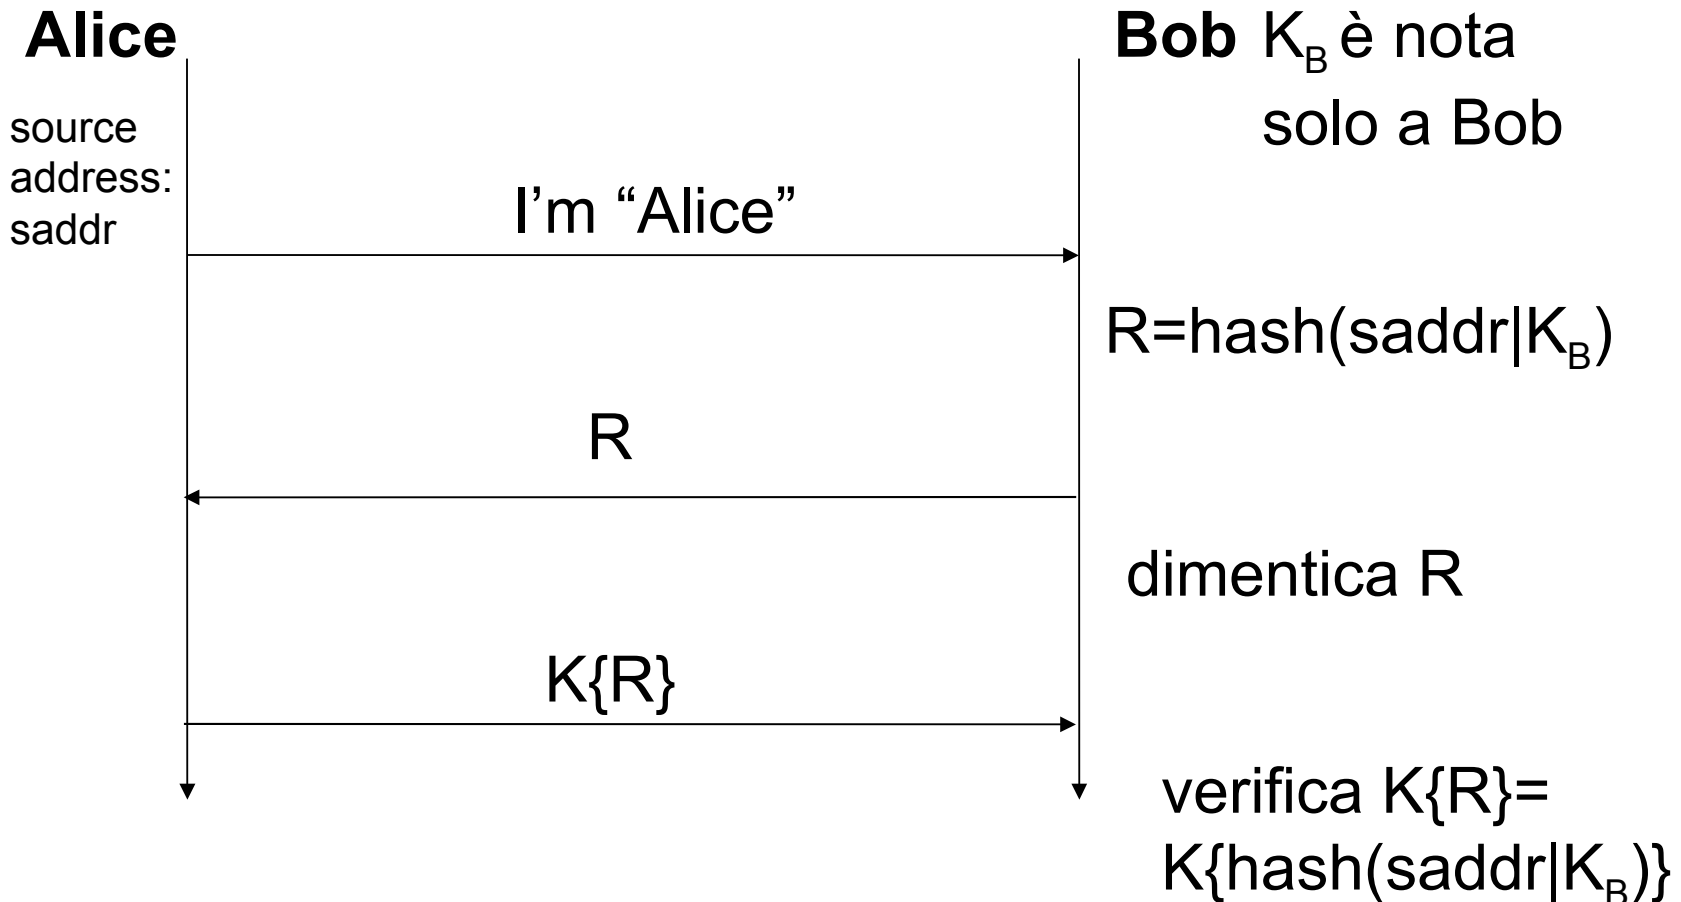 Alice
Bob K_B è nota
solo a Bob
source
address:
saddr
I’m “Alice”
R=hash(saddr|K_B)
R
dimentica R
K{R}
verifica K{R}=
K{hash(saddr|K_B)}